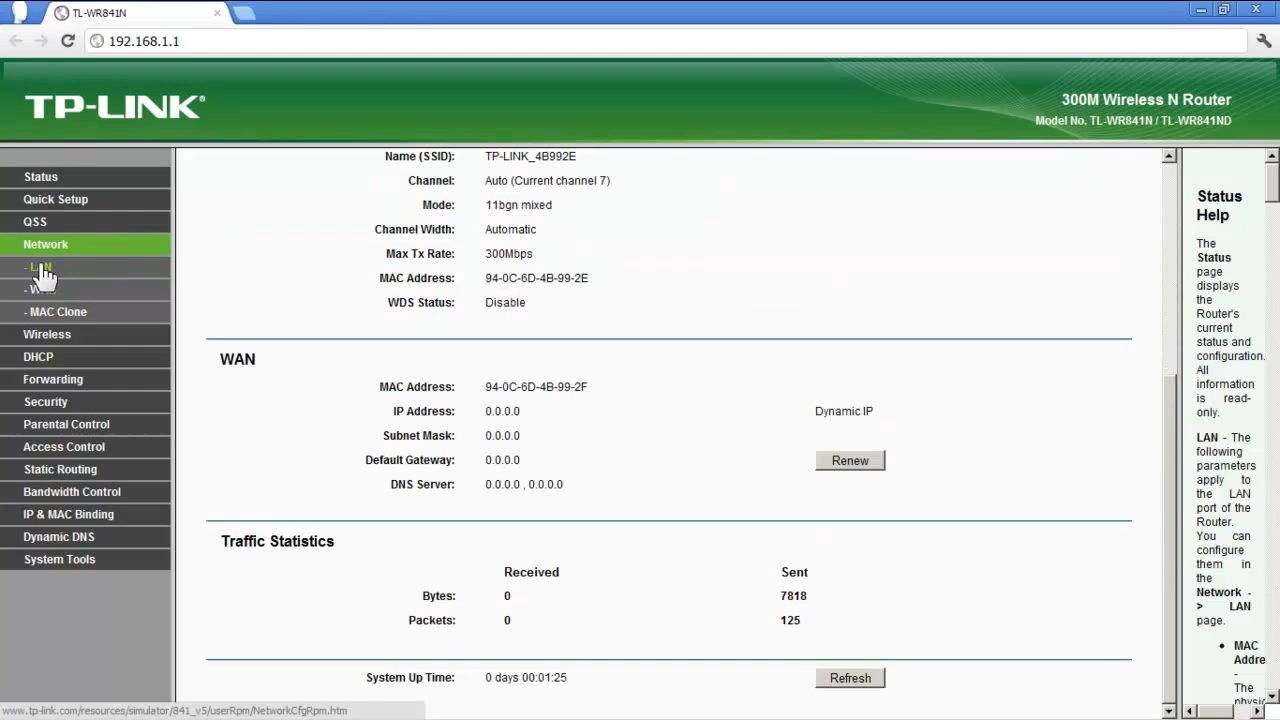 TL-WR841N
192.168.1.1
TP-LINK®
300M Wireless N Router
Model No. TL-WR841N / TL-WR841ND
Status
Quick Setup
QSS
Network
- LAN
- MAC Clone
Wireless
DHCP
Forwarding
Security
Parental Control
Access Control
Static Routing
Bandwidth Control
IP & MAC Binding
Dynamic DNS
System Tools
Name (SSID): TP-LINK_4B992E
Channel: Auto (Current channel 7)
Mode: 11bgn mixed
Channel Width: Automatic
Max Tx Rate: 300Mbps
MAC Address: 94-0C-6D-4B-99-2E
WDS Status: Disable
WAN
MAC Address: 94-0C-6D-4B-99-2F
IP Address: 0.0.0.0 Dynamic IP
Subnet Mask: 0.0.0.0
Default Gateway: 0.0.0.0 Renew
DNS Server: 0.0.0.0 , 0.0.0.0
Traffic Statistics
Received Sent
Bytes: 0 7818
Packets: 0 125
System Up Time: 0 days 00:01:25 Refresh
Status
Help
The
Status
page
displays
the
Router's
current
status and
configuration.
All
information
is read-
only.
LAN - The
following
parameters
apply to
the LAN
port of the
Router.
You can
configure
them in
the
Network -
> LAN
page.
• MAC
Addre
-
The
physic
www.tp-link.com/resources/simulator/841_v5/userRpm/NetworkCfgRpm.htm